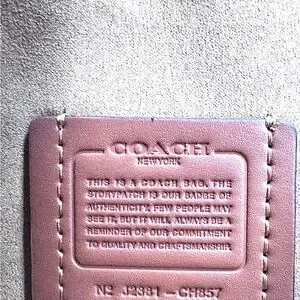 COACH
NEW YORK
THIS IS A COACH BAG. THE
STORYPATCH IS OUR BADGE OF
AUTHENTICITY. FEW PEOPLE MAY
SEE IT, BUT IT WILL ALWAYS BE A
REMINDER OF OUR COMMITMENT
TO QUALITY AND CRAFTSMANSHIP.
Nº J2381 - CH857